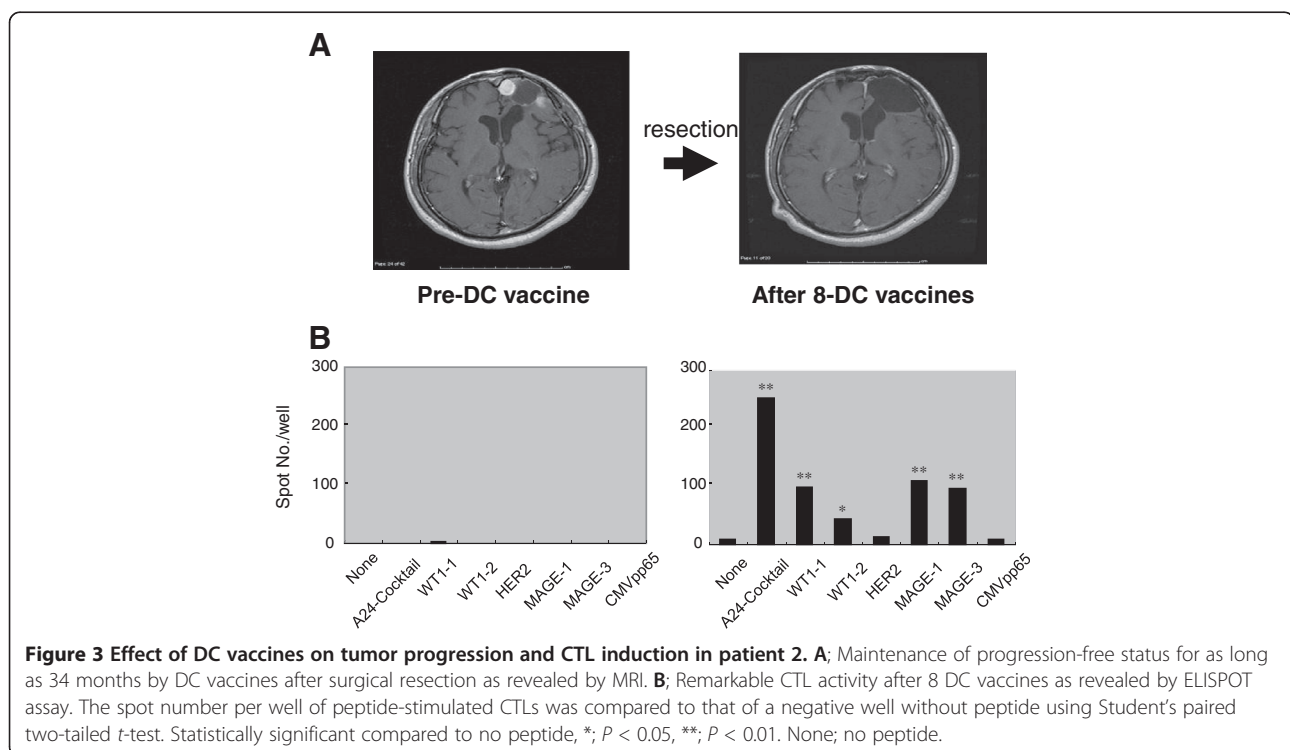 A
resection
Pre-DC vaccine
After 8-DC vaccines
B
Spot No./well
300
200
100
0
None
A24-Cocktail
WT1-1
WT1-2
HER2
MAGE-1
MAGE-3
CMVpp65
300
200
100
0
**
**
*
**
**
None
A24-Cocktail
WT1-1
WT1-2
HER2
MAGE-1
MAGE-3
CMVpp65
Figure 3 Effect of DC vaccines on tumor progression and CTL induction in patient 2. A; Maintenance of progression-free status for as long
as 34 months by DC vaccines after surgical resection as revealed by MRI. B; Remarkable CTL activity after 8 DC vaccines as revealed by ELISPOT
assay. The spot number per well of peptide-stimulated CTLs was compared to that of a negative well without peptide using Student's paired
two-tailed t-test. Statistically significant compared to no peptide, *; P < 0.05, **; P < 0.01. None; no peptide.